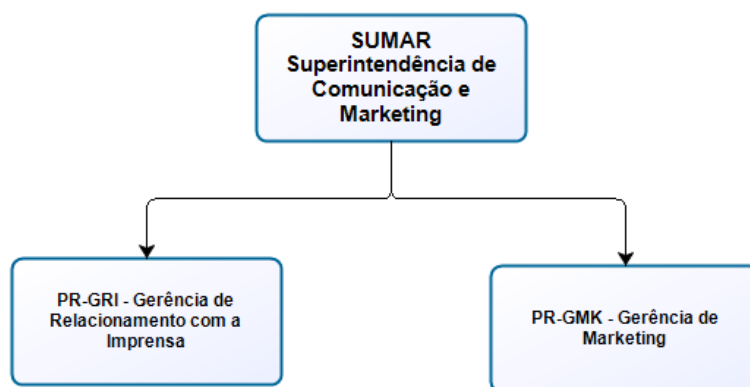 SUMAR
Superintendência de
Comunicação e
Marketing
PR-GRI - Gerência de
Relacionamento com a
Imprensa
PR-GMK - Gerência de
Marketing